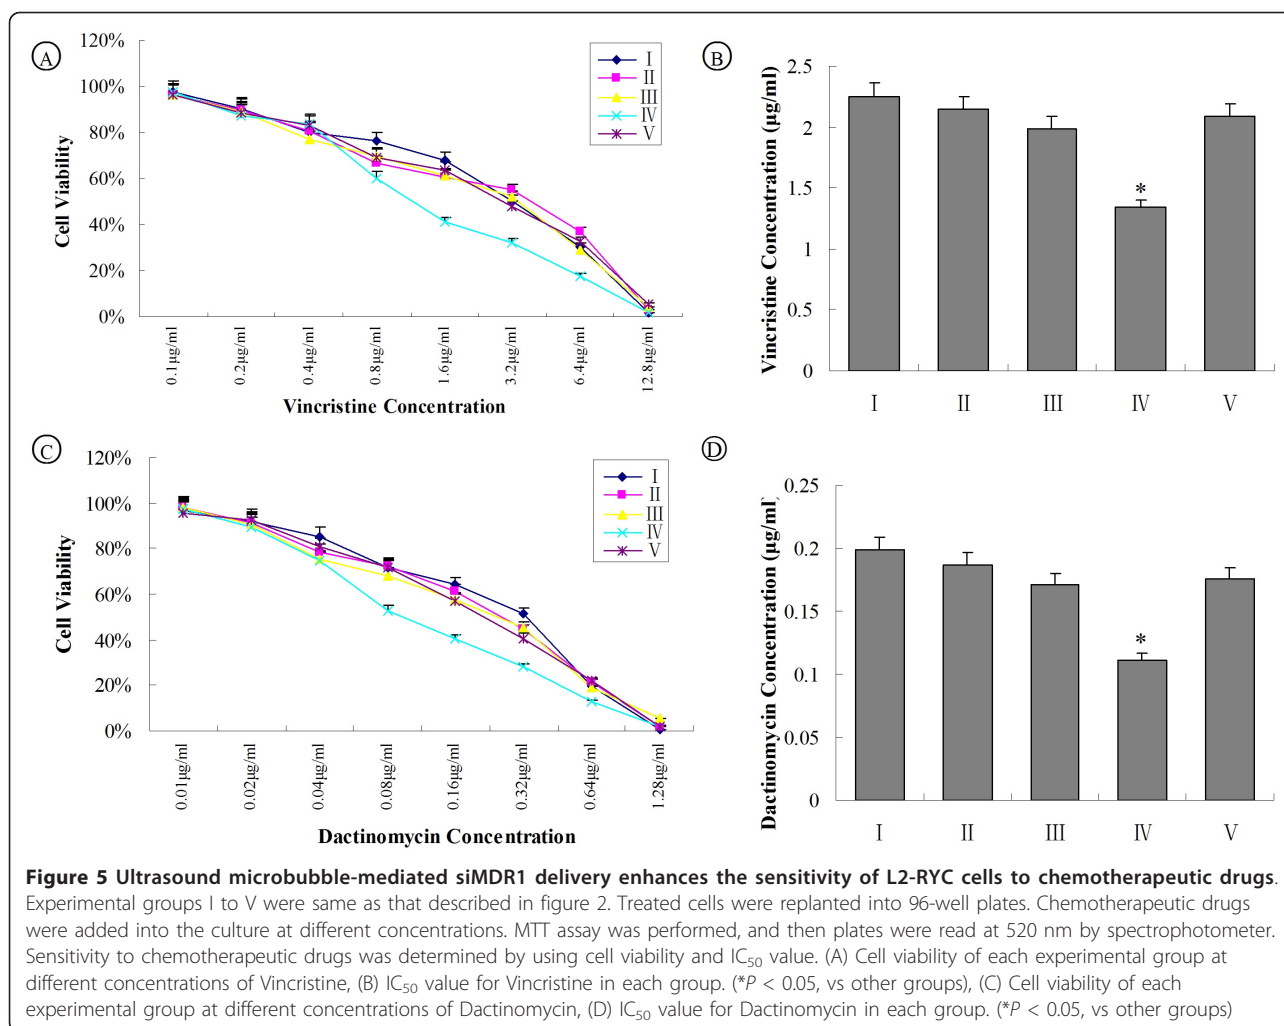 A
120%
100%
80%
60%
40%
20%
0%
Cell Viability
I
II
III
IV
V
0.1µg/ml
0.2µg/ml
0.4µg/ml
0.8µg/ml
1.6µg/ml
3.2µg/ml
6.4µg/ml
12.8µg/ml
Vincristine Concentration
B
2.5
2
1.5
1
0.5
0
Vincristine Concentration (µg/ml)
*
I II III IV V
C
120%
100%
80%
60%
40%
20%
0%
Cell Viability
I
II
III
IV
V
0.01µg/ml
0.02µg/ml
0.04µg/ml
0.08µg/ml
0.16µg/ml
0.32µg/ml
0.64µg/ml
1.28µg/ml
Dactinomycin Concentration
D
0.25
0.2
0.15
0.1
0.05
0
Dactinomycin Concentration (µg/ml)
*
I II III IV V
Figure 5 Ultrasound microbubble-mediated siMDR1 delivery enhances the sensitivity of L2-RYC cells to chemotherapeutic drugs.
Experimental groups I to V were same as that described in figure 2. Treated cells were replanted into 96-well plates. Chemotherapeutic drugs
were added into the culture at different concentrations. MTT assay was performed, and then plates were read at 520 nm by spectrophotometer.
Sensitivity to chemotherapeutic drugs was determined by using cell viability and IC50 value. (A) Cell viability of each experimental group at
different concentrations of Vincristine, (B) IC50 value for Vincristine in each group. (*P < 0.05, vs other groups), (C) Cell viability of each
experimental group at different concentrations of Dactinomycin, (D) IC50 value for Dactinomycin in each group. (*P < 0.05, vs other groups)